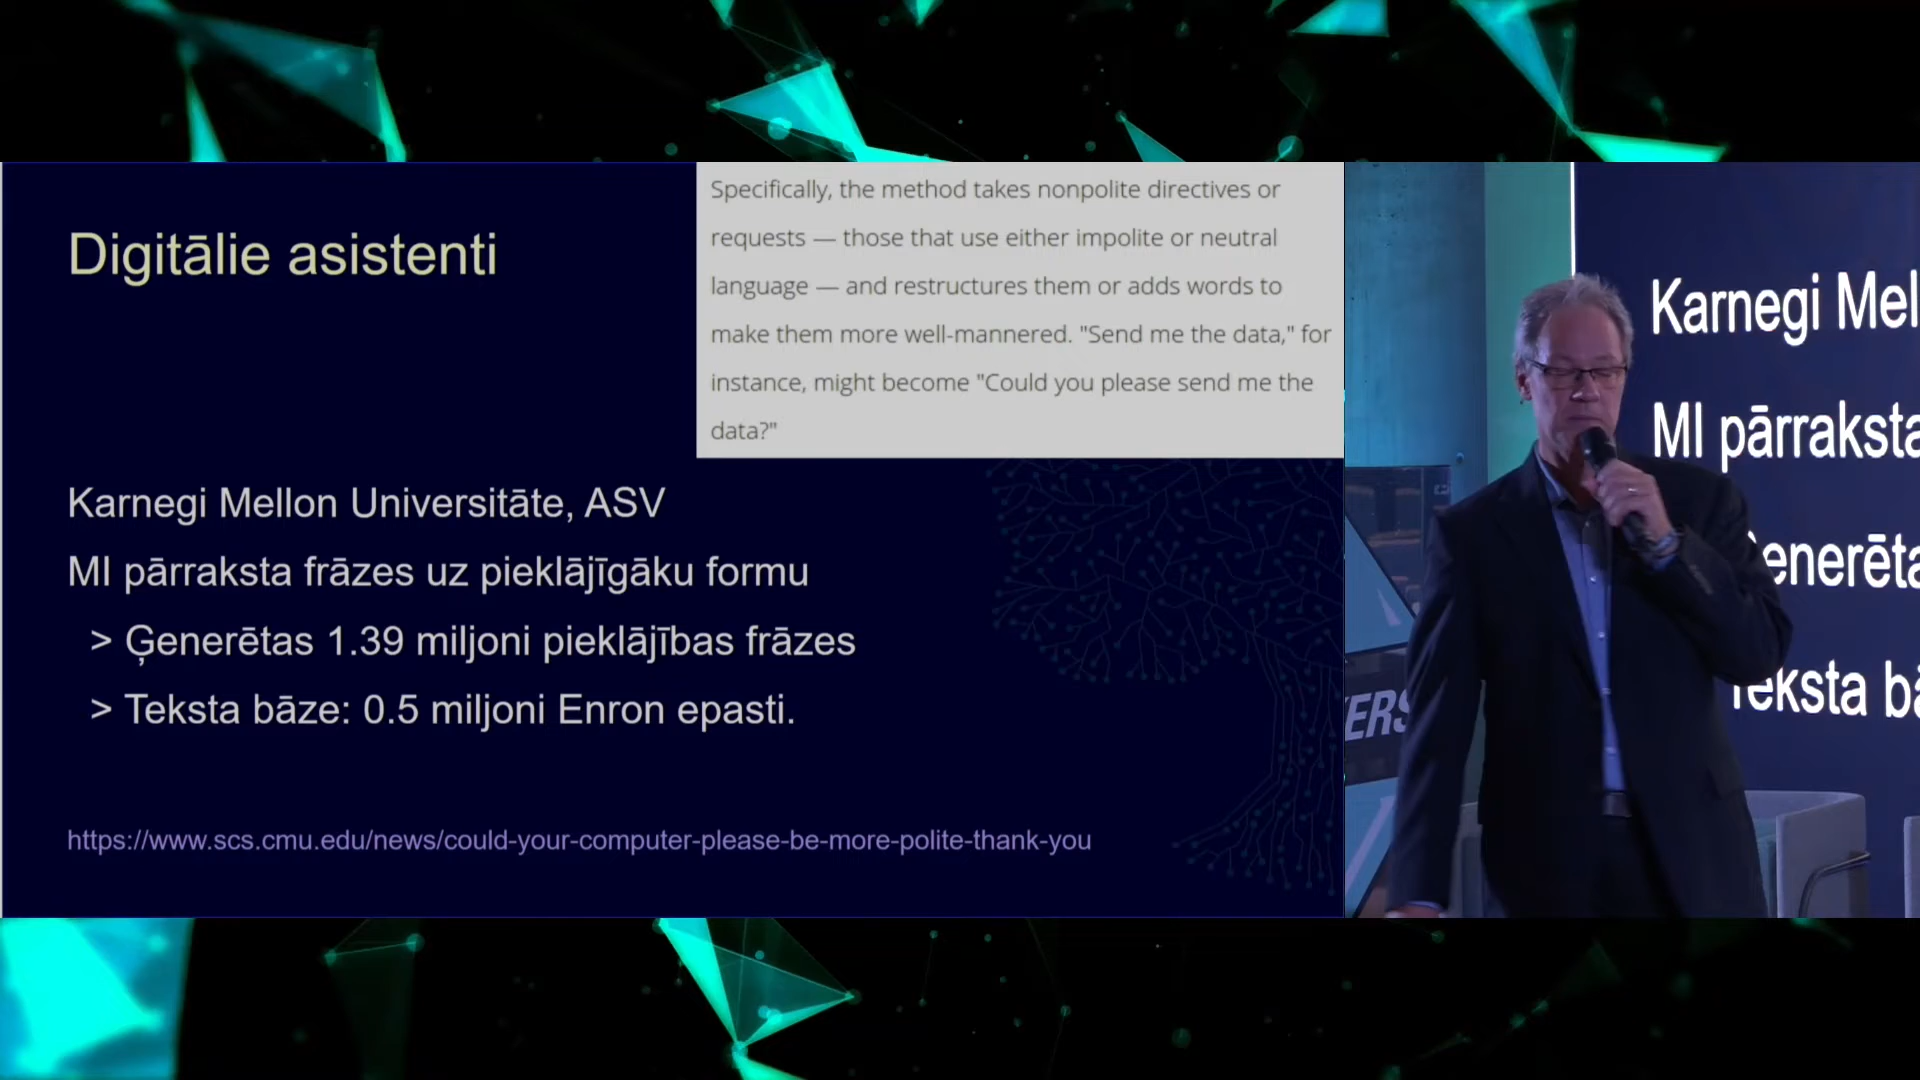 Digitālie asistenti
Specifically, the method takes nonpolite directives or
requests — those that use either impolite or neutral
language — and restructures them or adds words to
make them more well-mannered. "Send me the data," for
instance, might become "Could you please send me the
data?"
Karnegi Mellon Universitāte, ASV
MI pārraksta frāzes uz pieklājīgāku formu
> Ģenerētas 1.39 miljoni pieklājības frāzes
> Teksta bāze: 0.5 miljoni Enron epasti.
https://www.scs.cmu.edu/news/could-your-computer-please-be-more-polite-thank-you
Karnegi Mel
MI pārraksta
enerēta
Teksta bā
ERS